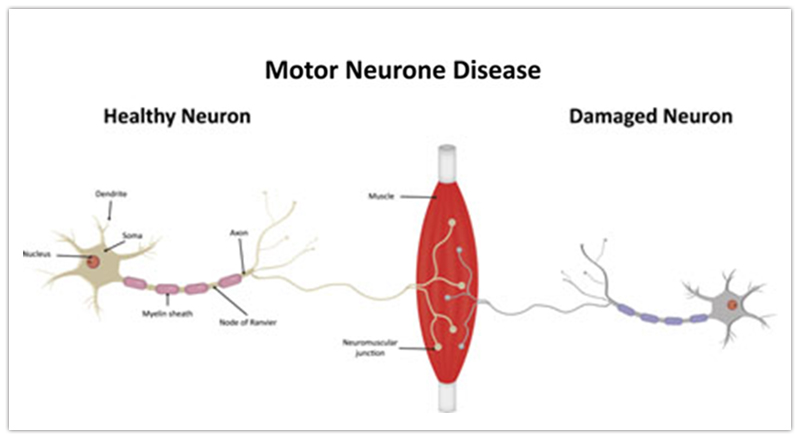 Motor Neurone Disease
Healthy Neuron
Damaged Neuron
Dendrite
Soma
Nucleus
Axon
Myelin sheath
Node of Ranvier
Muscle
Neuromuscular
junction